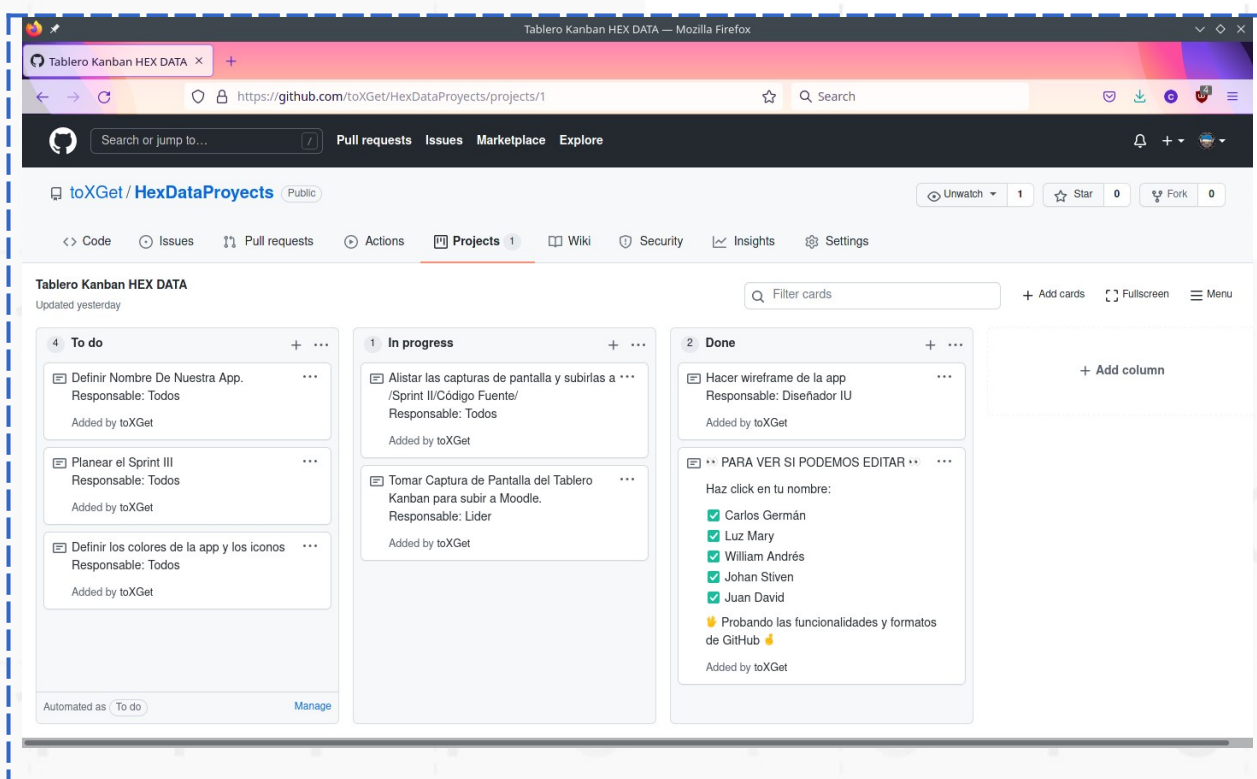 Tablero Kanban HEX DATA — Mozilla Firefox
Tablero Kanban HEX DATA
https://github.com/toXGet/HexDataProyects/projects/1
Search
4
Search or jump to...
/
Pull requests
Issues
Marketplace
Explore
toXGet / HexDataProyects
Public
Unwatch
1
Star
0
Fork
0
Code
Issues
Pull requests
Actions
Projects
1
Wiki
Security
Insights
Settings
Tablero Kanban HEX DATA
Updated yesterday
Filter cards
+ Add cards
Fullscreen
Menu
4 To do
Definir Nombre De Nuestra App.
Responsable: Todos
Added by toXGet
Planear el Sprint III
Responsable: Todos
Added by toXGet
Definir los colores de la app y los iconos
Responsable: Todos
Added by toXGet
Automated as To do
Manage
1 In progress
Alistar las capturas de pantalla y subirlas a
/Sprint II/Código Fuente/
Responsable: Todos
Added by toXGet
Tomar Captura de Pantalla del Tablero
Kanban para subir a Moodle.
Responsable: Lider
Added by toXGet
2 Done
Hacer wireframe de la app
Responsable: Diseñador IU
Added by toXGet
👀 PARA VER SI PODEMOS EDITAR 👀
Haz click en tu nombre:
Carlos Germán
Luz Mary
William Andrés
Johan Stiven
Juan David
Probando las funcionalidades y formatos
de GitHub
Added by toXGet
+ Add column